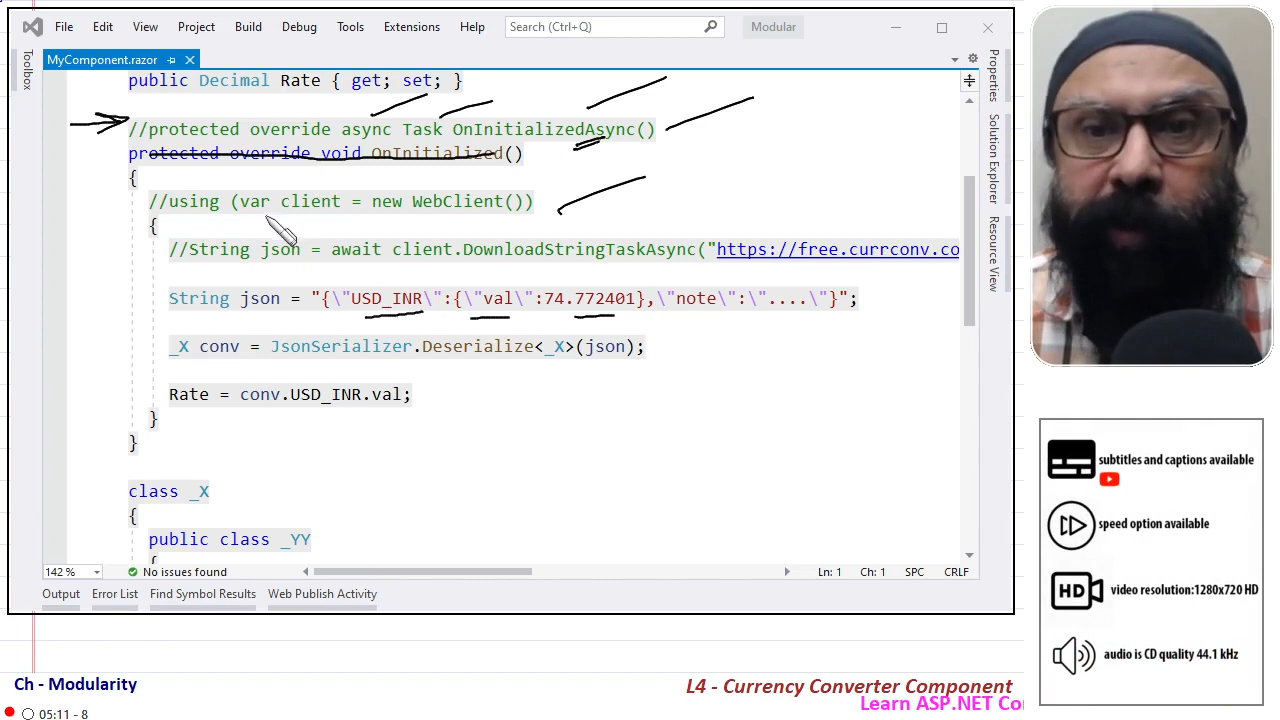 File Edit View Project Build Debug Tools Extensions Help Search (Ctrl+Q) Modular
Toolbox
MyComponent.razor
public Decimal Rate { get; set; }
//protected override async Task OnInitializedAsync()
protected override void OnInitialized()
{
//using (var client = new WebClient())
{
//String json = await client.DownloadStringTaskAsync("https://free.currconv.co
String json = "{\"USD_INR\":{\"val\":74.772401},\"note\":\"....\"}";
_X conv = JsonSerializer.Deserialize<_X>(json);
Rate = conv.USD_INR.val;
}
}
class _X
{
public class _YY
{
142 % No issues found Ln: 1 Ch: 1 SPC CRLF
Output Error List Find Symbol Results Web Publish Activity
Properties
Solution Explorer
Resource View
subtitles and captions available
speed option available
HD video resolution:1280x720 HD
audio is CD quality 44.1 kHz
Ch - Modularity
L4 - Currency Converter Component
Learn ASP.NET Co
05:11 - 8